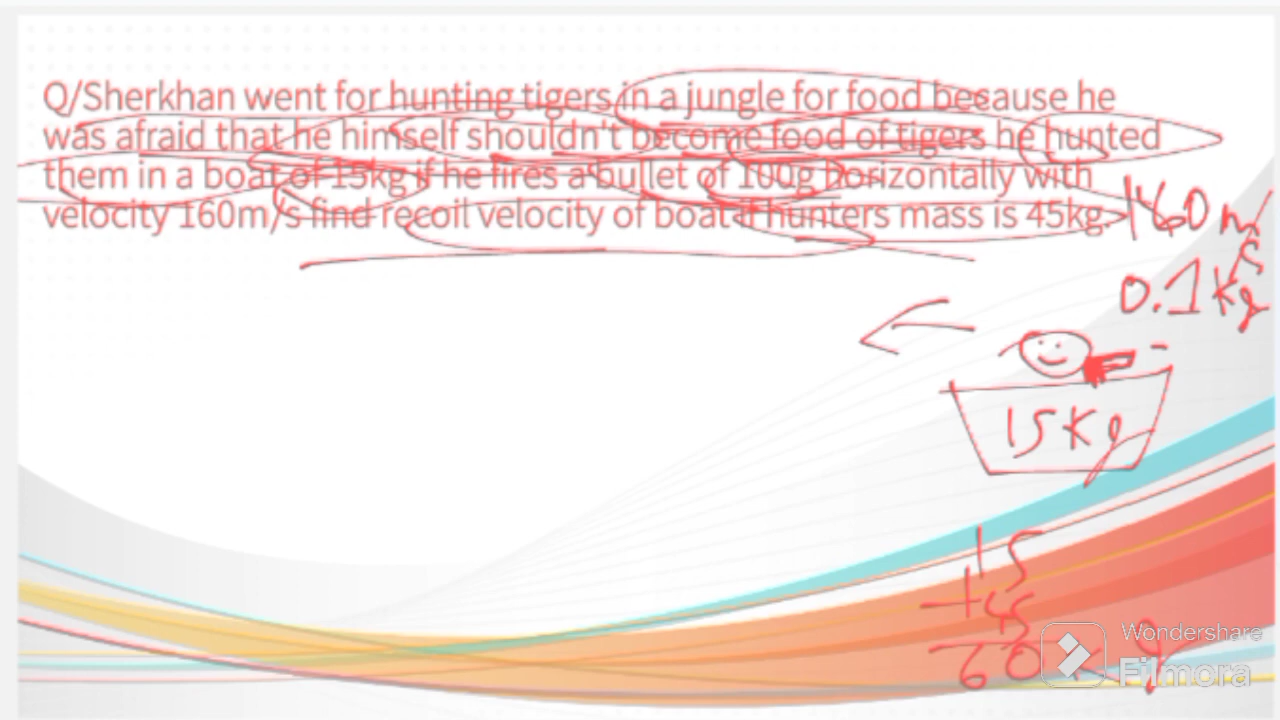 Q/Sherkhan went for hunting tigers in a jungle for food because he
was afraid that he himself shouldn't become food of tigers he hunted
them in a boat of 15kg if he fires a bullet of 100g horizontally with
velocity 160m/s find recoil velocity of boat if hunters mass is 45kg.
160 m/s
0.1 kg
15 kg
15
+45
60 kg
Wondershare
Filmora